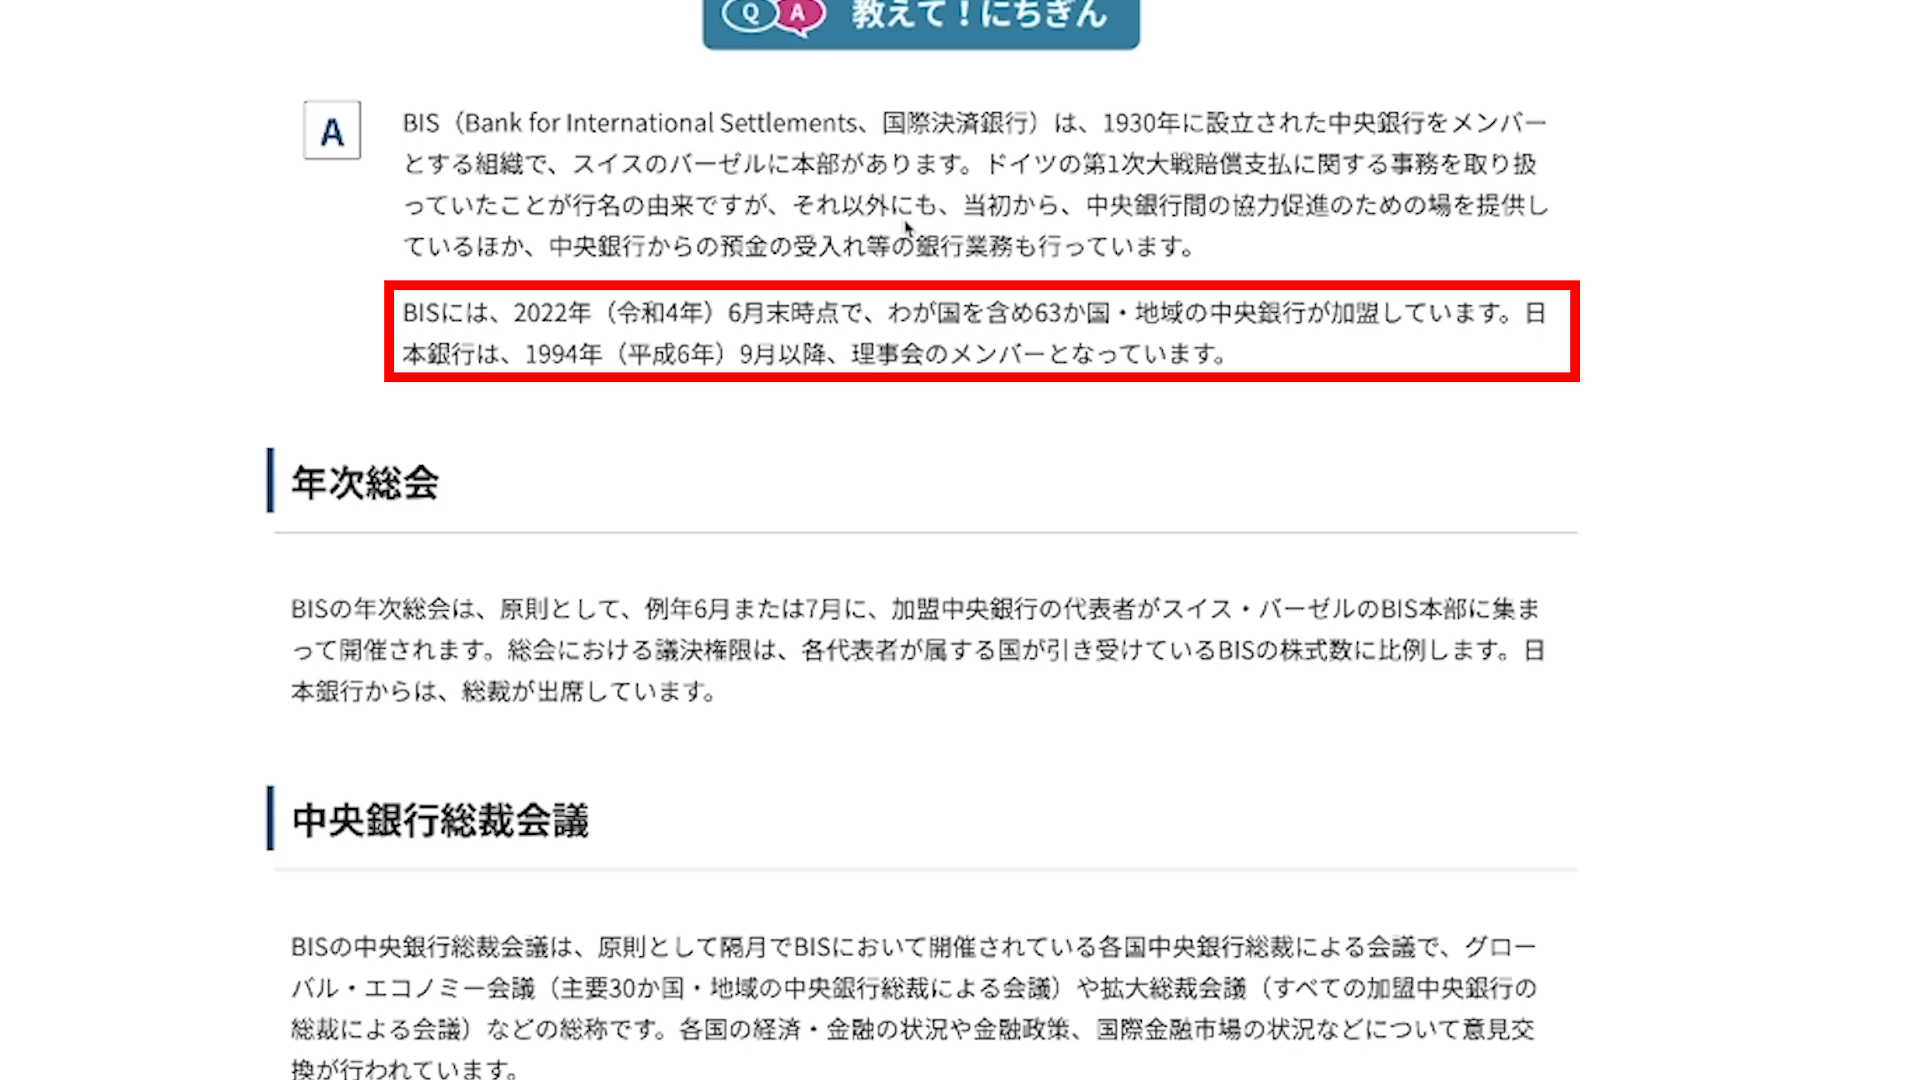 Q A 教えて！にちぎん
A
BIS（Bank for International Settlements、国際決済銀行）は、1930年に設立された中央銀行をメンバー
とする組織で、スイスのバーゼルに本部があります。ドイツの第1次大戦賠償支払に関する事務を取り扱
っていたことが行名の由来ですが、それ以外にも、当初から、中央銀行間の協力促進のための場を提供し
ているほか、中央銀行からの預金の受入れ等の銀行業務も行っています。
BISには、2022年（令和4年）6月末時点で、わが国を含め63か国・地域の中央銀行が加盟しています。日
本銀行は、1994年（平成6年）9月以降、理事会のメンバーとなっています。
年次総会
BISの年次総会は、原則として、例年6月または7月に、加盟中央銀行の代表者がスイス・バーゼルのBIS本部に集ま
って開催されます。総会における議決権限は、各代表者が属する国が引き受けているBISの株式数に比例します。日
本銀行からは、総裁が出席しています。
中央銀行総裁会議
BISの中央銀行総裁会議は、原則として隔月でBISにおいて開催されている各国中央銀行総裁による会議で、グロー
バル・エコノミー会議（主要30か国・地域の中央銀行総裁による会議）や拡大総裁会議（すべての加盟中央銀行の
総裁による会議）などの総称です。各国の経済・金融の状況や金融政策、国際金融市場の状況などについて意見交
換が行われています。